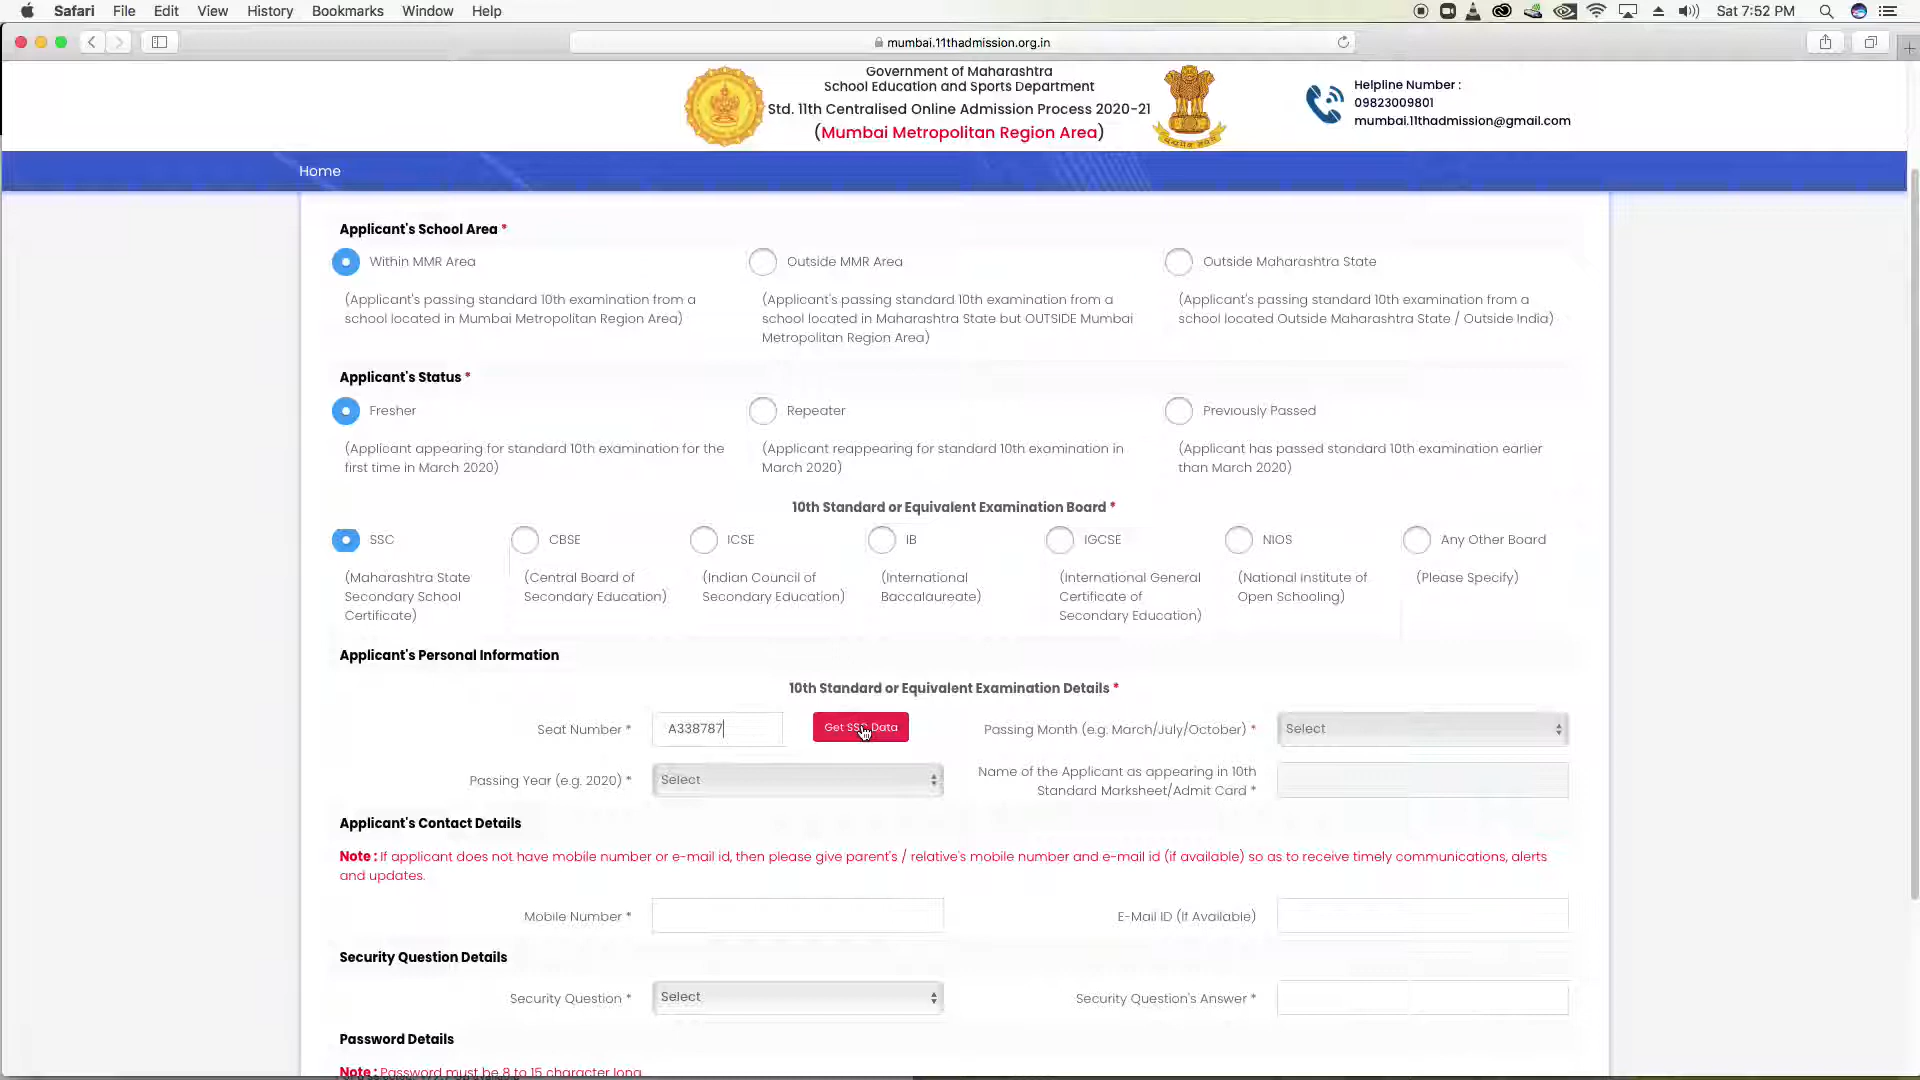 Safari File Edit View History Bookmarks Window Help Sat 7:52 PM
mumbai.11thadmission.org.in
Government of Maharashtra
School Education and Sports Department
Std. 11th Centralised Online Admission Process 2020-21
(Mumbai Metropolitan Region Area)
Helpline Number :
09823009801
mumbai.11thadmission@gmail.com
Home
Applicant's School Area *
Within MMR Area
(Applicant's passing standard 10th examination from a
school located in Mumbai Metropolitan Region Area)
Outside MMR Area
(Applicant's passing standard 10th examination from a
school located in Maharashtra State but OUTSIDE Mumbai
Metropolitan Region Area)
Outside Maharashtra State
(Applicant's passing standard 10th examination from a
school located Outside Maharashtra State / Outside India)
Applicant's Status *
Fresher
(Applicant appearing for standard 10th examination for the
first time in March 2020)
Repeater
(Applicant reappearing for standard 10th examination in
March 2020)
Previously Passed
(Applicant has passed standard 10th examination earlier
than March 2020)
10th Standard or Equivalent Examination Board *
SSC
(Maharashtra State
Secondary School
Certificate)
CBSE
(Central Board of
Secondary Education)
ICSE
(Indian Council of
Secondary Education)
IB
(International
Baccalaureate)
IGCSE
(International General
Certificate of
Secondary Education)
NIOS
(National Institute of
Open Schooling)
Any Other Board
(Please Specify)
Applicant's Personal Information
10th Standard or Equivalent Examination Details *
Seat Number * A338787 Get SSC Data
Passing Month (e.g: March/July/October) * Select
Passing Year (e.g. 2020) * Select
Name of the Applicant as appearing in 10th
Standard Marksheet/Admit Card *
Applicant's Contact Details
Note : If applicant does not have mobile number or e-mail id, then please give parent's / relative's mobile number and e-mail id (if available) so as to receive timely communications, alerts
and updates.
Mobile Number *
E-Mail ID (If Available)
Security Question Details
Security Question * Select
Security Question's Answer *
Password Details
Note : Password must be 8 to 15 character long